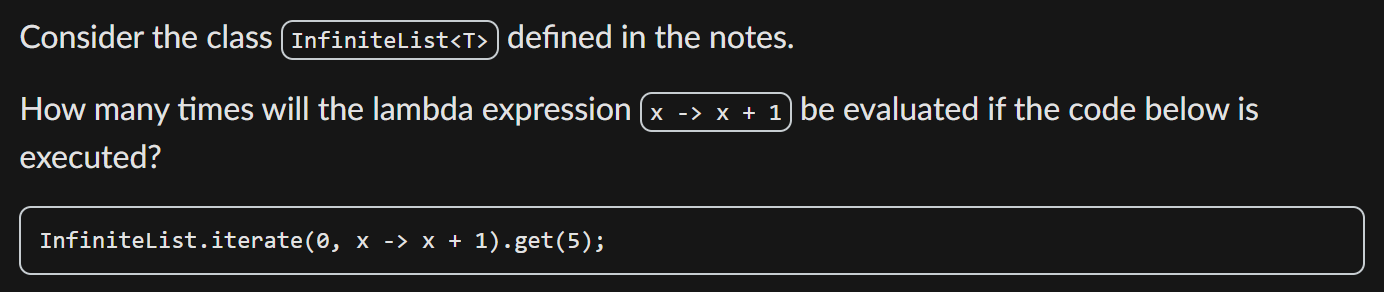 Consider the class InfiniteList<T> defined in the notes.
How many times will the lambda expression x -> x + 1 be evaluated if the code below is
executed?
InfiniteList.iterate(0, x -> x + 1).get(5);